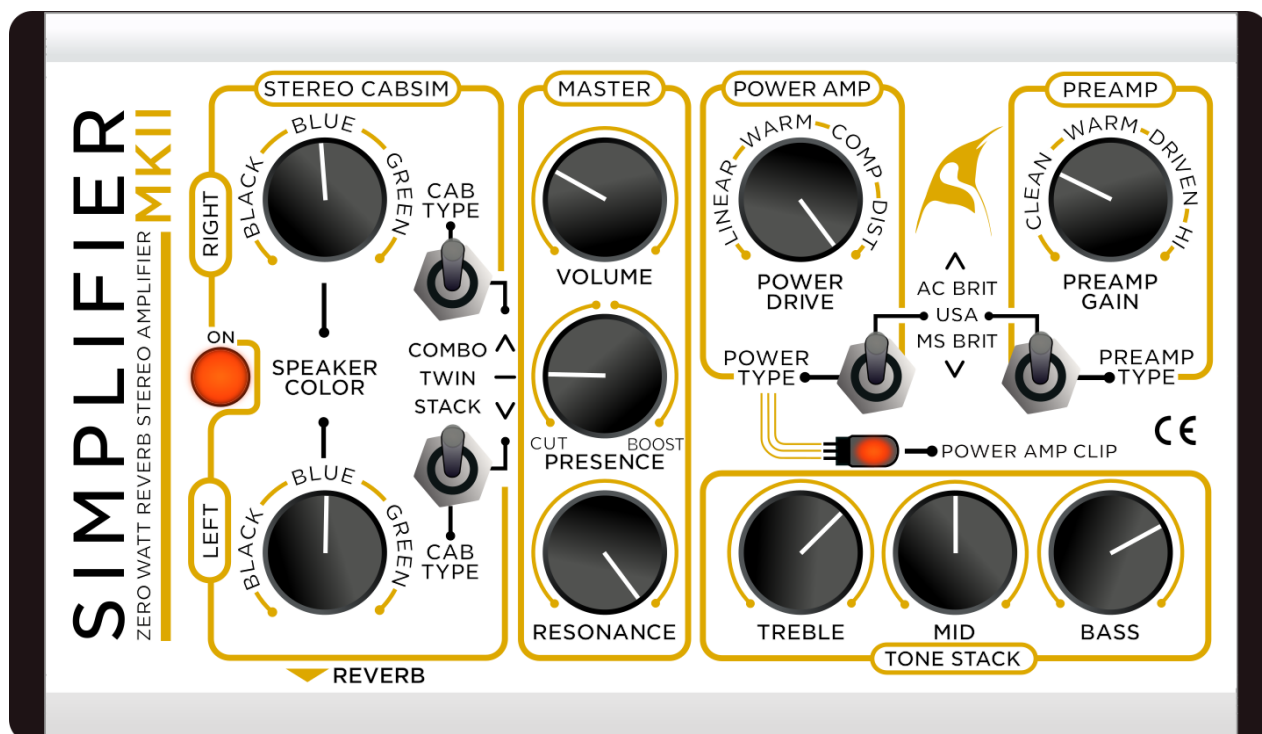 SIMPLIFIER
MKII
ZERO WATT REVERB STEREO AMPLIFIER
STEREO CABSIM
RIGHT
BLACK
BLUE
GREEN
CAB
TYPE
ON
SPEAKER
COLOR
COMBO
TWIN
STACK
LEFT
BLACK
BLUE
GREEN
CAB
TYPE
REVERB
MASTER
VOLUME
CUT
BOOST
PRESENCE
RESONANCE
POWER AMP
LINEAR
WARM
COMP
DIST
POWER
DRIVE
POWER
TYPE
AC BRIT
USA
MS BRIT
PREAMP
CLEAN
WARM
DRIVEN
HI
PREAMP
GAIN
PREAMP
TYPE
CE
POWER AMP CLIP
TREBLE
MID
BASS
TONE STACK